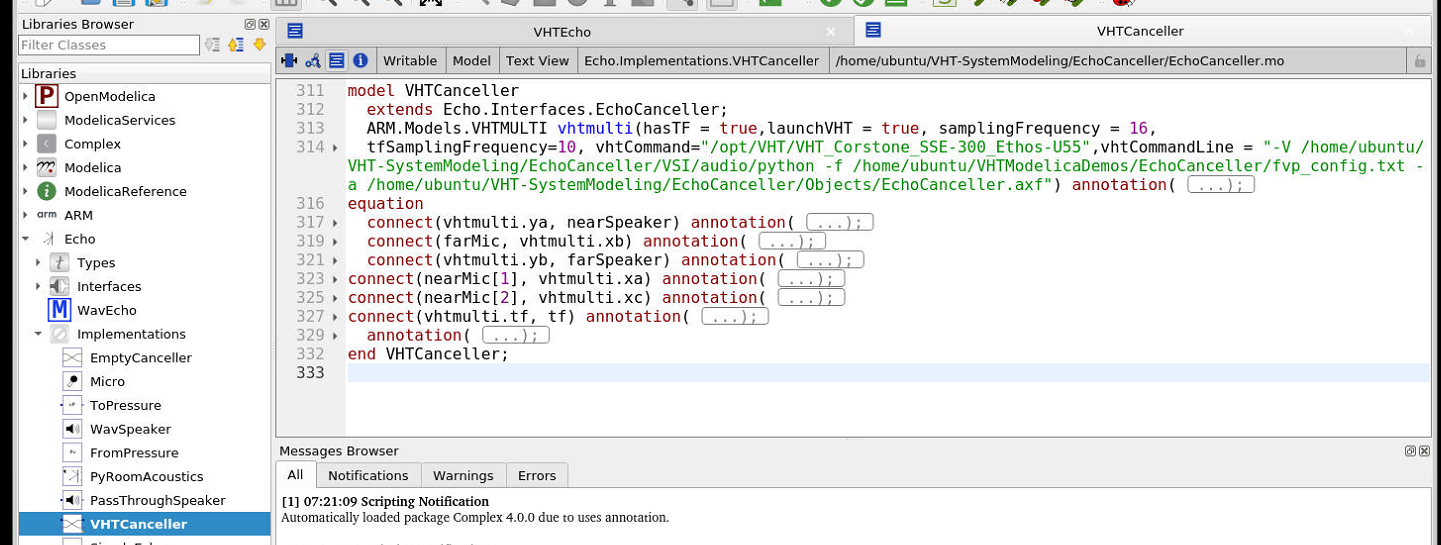 Libraries Browser
Filter Classes
Libraries
OpenModelica
ModelicaServices
Complex
Modelica
ModelicaReference
arm ARM
Echo
Types
Interfaces
WavEcho
Implementations
EmptyCanceller
Micro
ToPressure
WavSpeaker
FromPressure
PyRoomAcoustics
PassThroughSpeaker
VHTCanceller
VHTEcho
VHTCanceller
Writable Model Text View Echo.Implementations.VHTCanceller /home/ubuntu/VHT-SystemModeling/EchoCanceller/EchoCanceller.mo
311 model VHTCanceller
312 extends Echo.Interfaces.EchoCanceller;
313 ARM.Models.VHTMULTI vhtmulti(hasTF = true,launchVHT = true, samplingFrequency = 16,
314 tfSamplingFrequency=10, vhtCommand="/opt/VHT/VHT_Corstone_SSE-300_Ethos-U55",vhtCommandLine = "-V /home/ubuntu/
VHT-SystemModeling/EchoCanceller/VSI/audio/python -f /home/ubuntu/VHTModelicaDemos/EchoCanceller/fvp_config.txt -
a /home/ubuntu/VHT-SystemModeling/EchoCanceller/Objects/EchoCanceller.axf") annotation( ...);
316 equation
317 connect(vhtmulti.ya, nearSpeaker) annotation( ...);
319 connect(farMic, vhtmulti.xb) annotation( ...);
321 connect(vhtmulti.yb, farSpeaker) annotation( ...);
323 connect(nearMic[1], vhtmulti.xa) annotation( ...);
325 connect(nearMic[2], vhtmulti.xc) annotation( ...);
327 connect(vhtmulti.tf, tf) annotation( ...);
329 annotation( ...);
332 end VHTCanceller;
333
Messages Browser
All Notifications Warnings Errors
[1] 07:21:09 Scripting Notification
Automatically loaded package Complex 4.0.0 due to uses annotation.